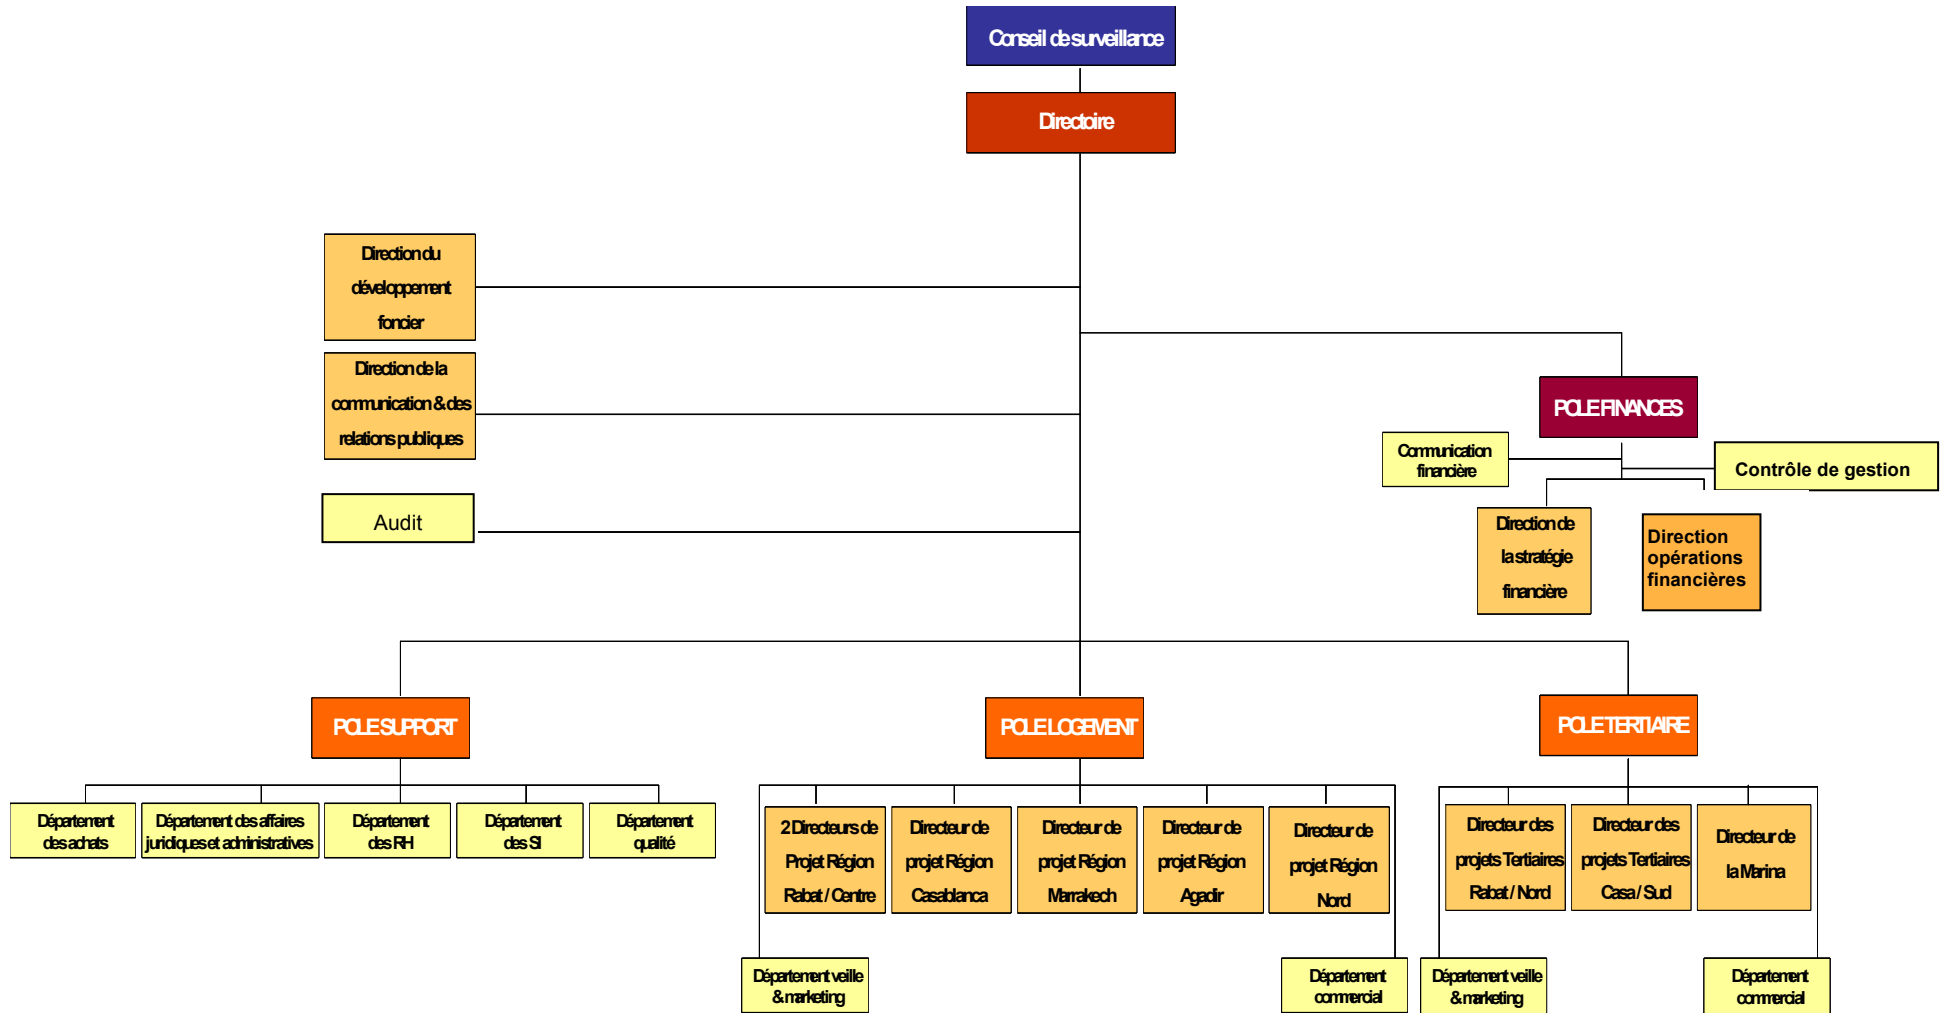 Conseil de surveillance
Directoire
Direction du
développement
foncier
Direction de la
communication & des
relations publiques
Audit
POLE FINANCES
Communication
financière
Contrôle de gestion
Direction de
la stratégie
financière
Direction
opérations
financières
POLE SUPPORT
POLE LOGEMENT
POLE TERTIAIRE
Département
des achats
Département des affaires
juridiques et administratives
Département
des RH
Département
des SI
Département
qualité
2 Directeurs de
Projet Région
Rabat / Centre
Directeur de
projet Région
Casablanca
Directeur de
projet Région
Marrakech
Directeur de
projet Région
Agadir
Directeur de
projet Région
Nord
Directeur des
projets Tertiaires
Rabat / Nord
Directeur des
projets Tertiaires
Casa / Sud
Directeur de
la Marina
Département veille
& marketing
Département
commercial
Département veille
& marketing
Département
commercial